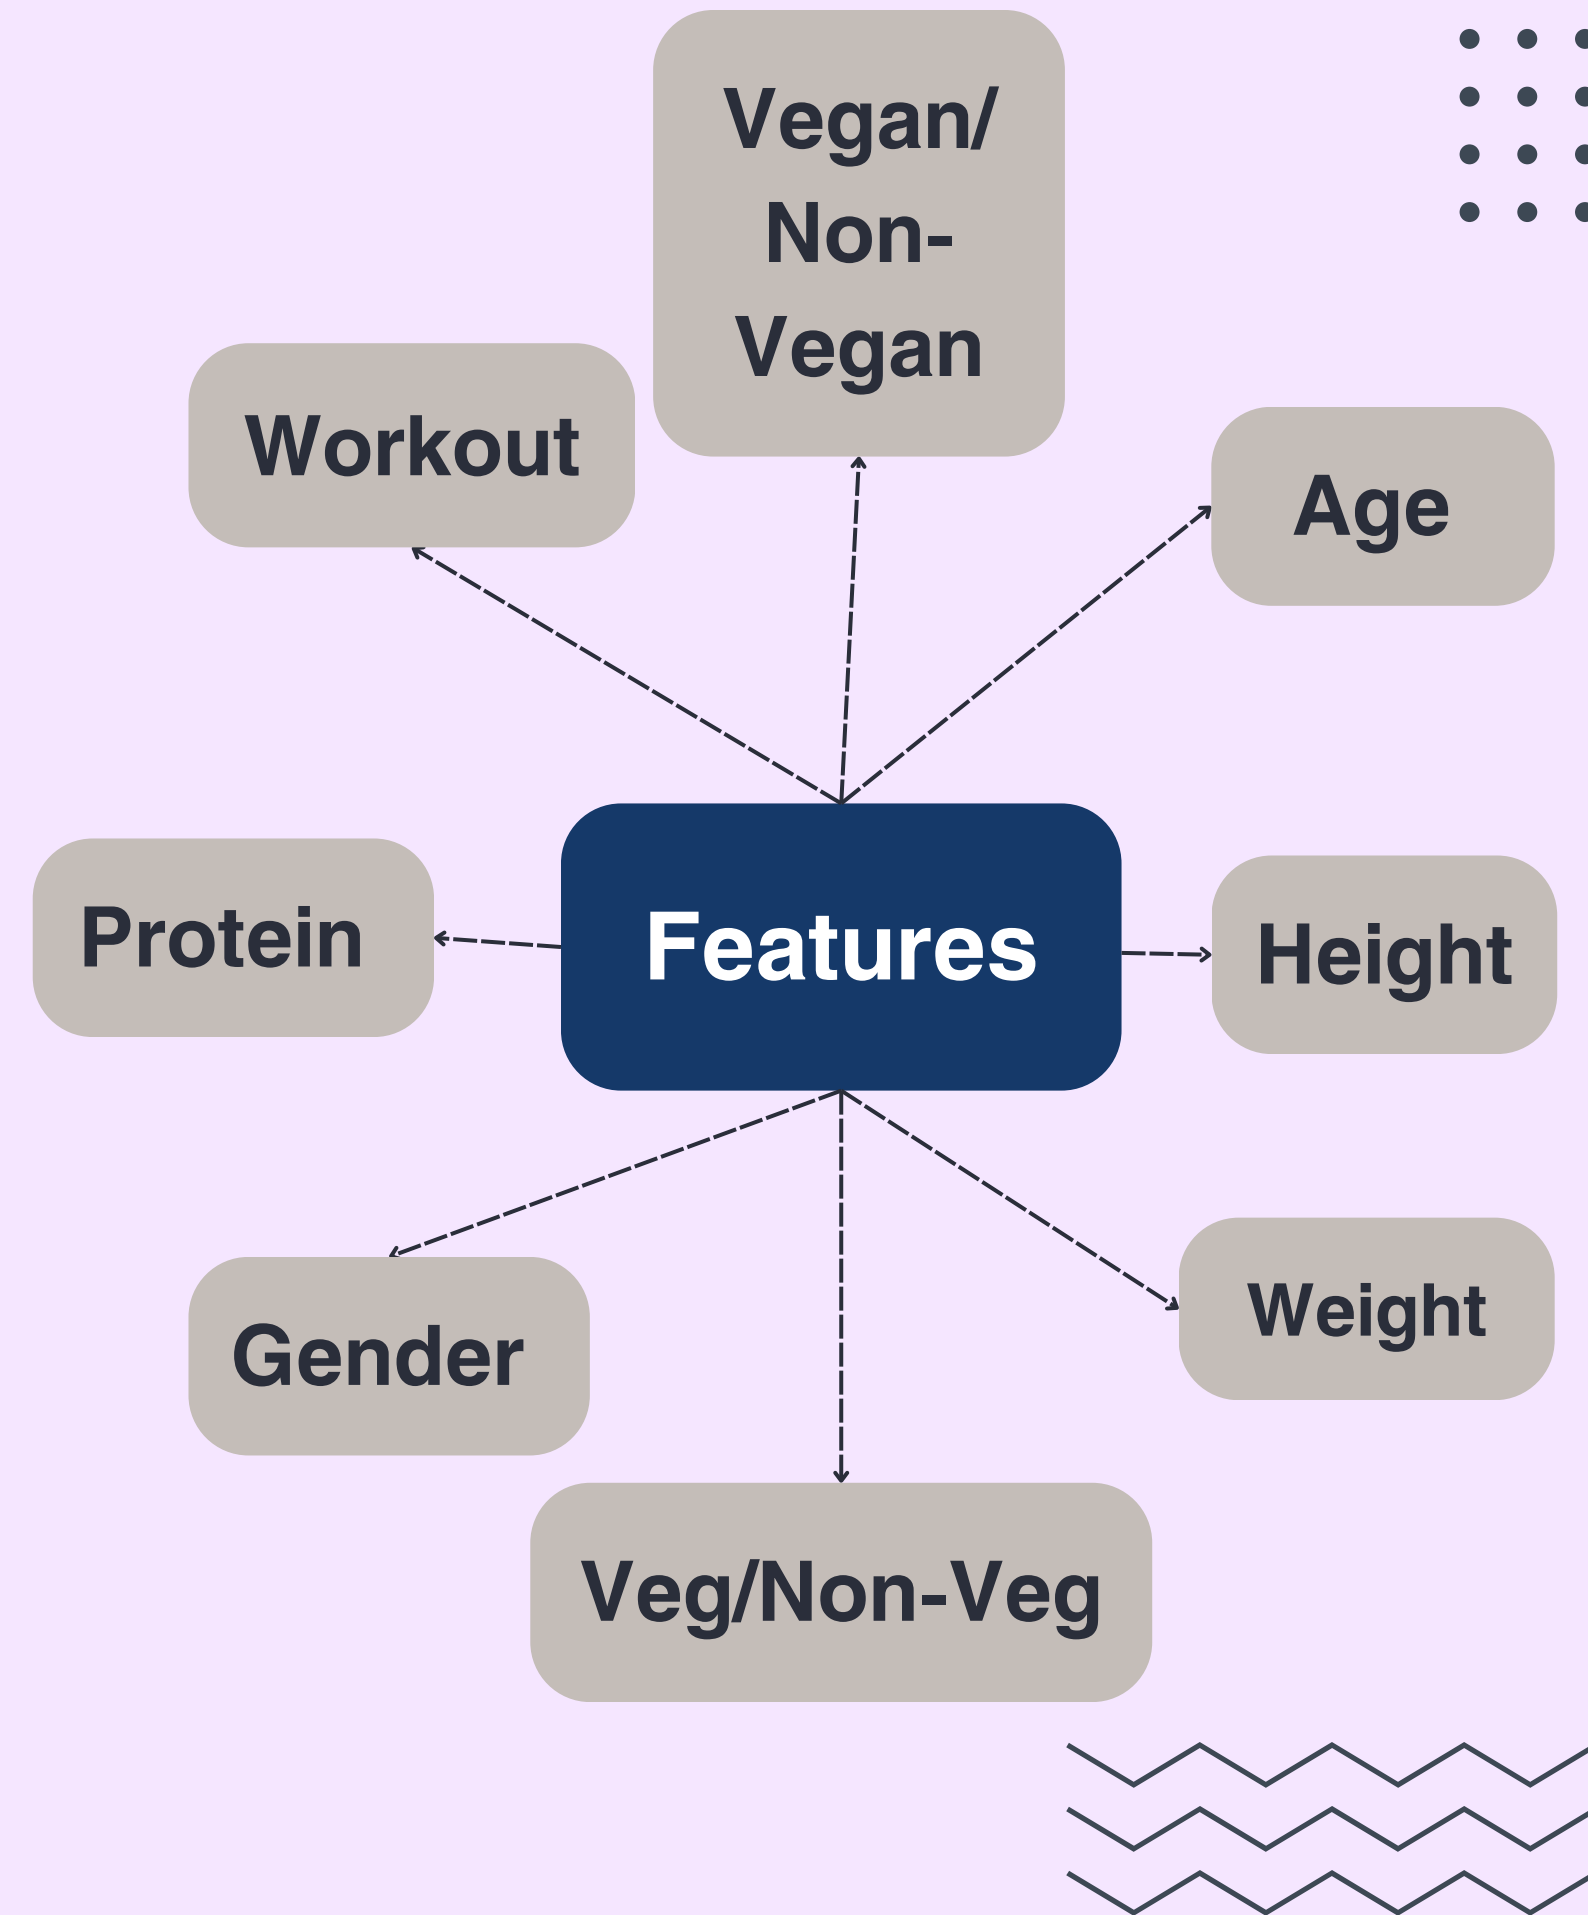 Vegan/
Non-
Vegan
Workout
Age
Protein
Features
Height
Gender
Weight
Veg/Non-Veg